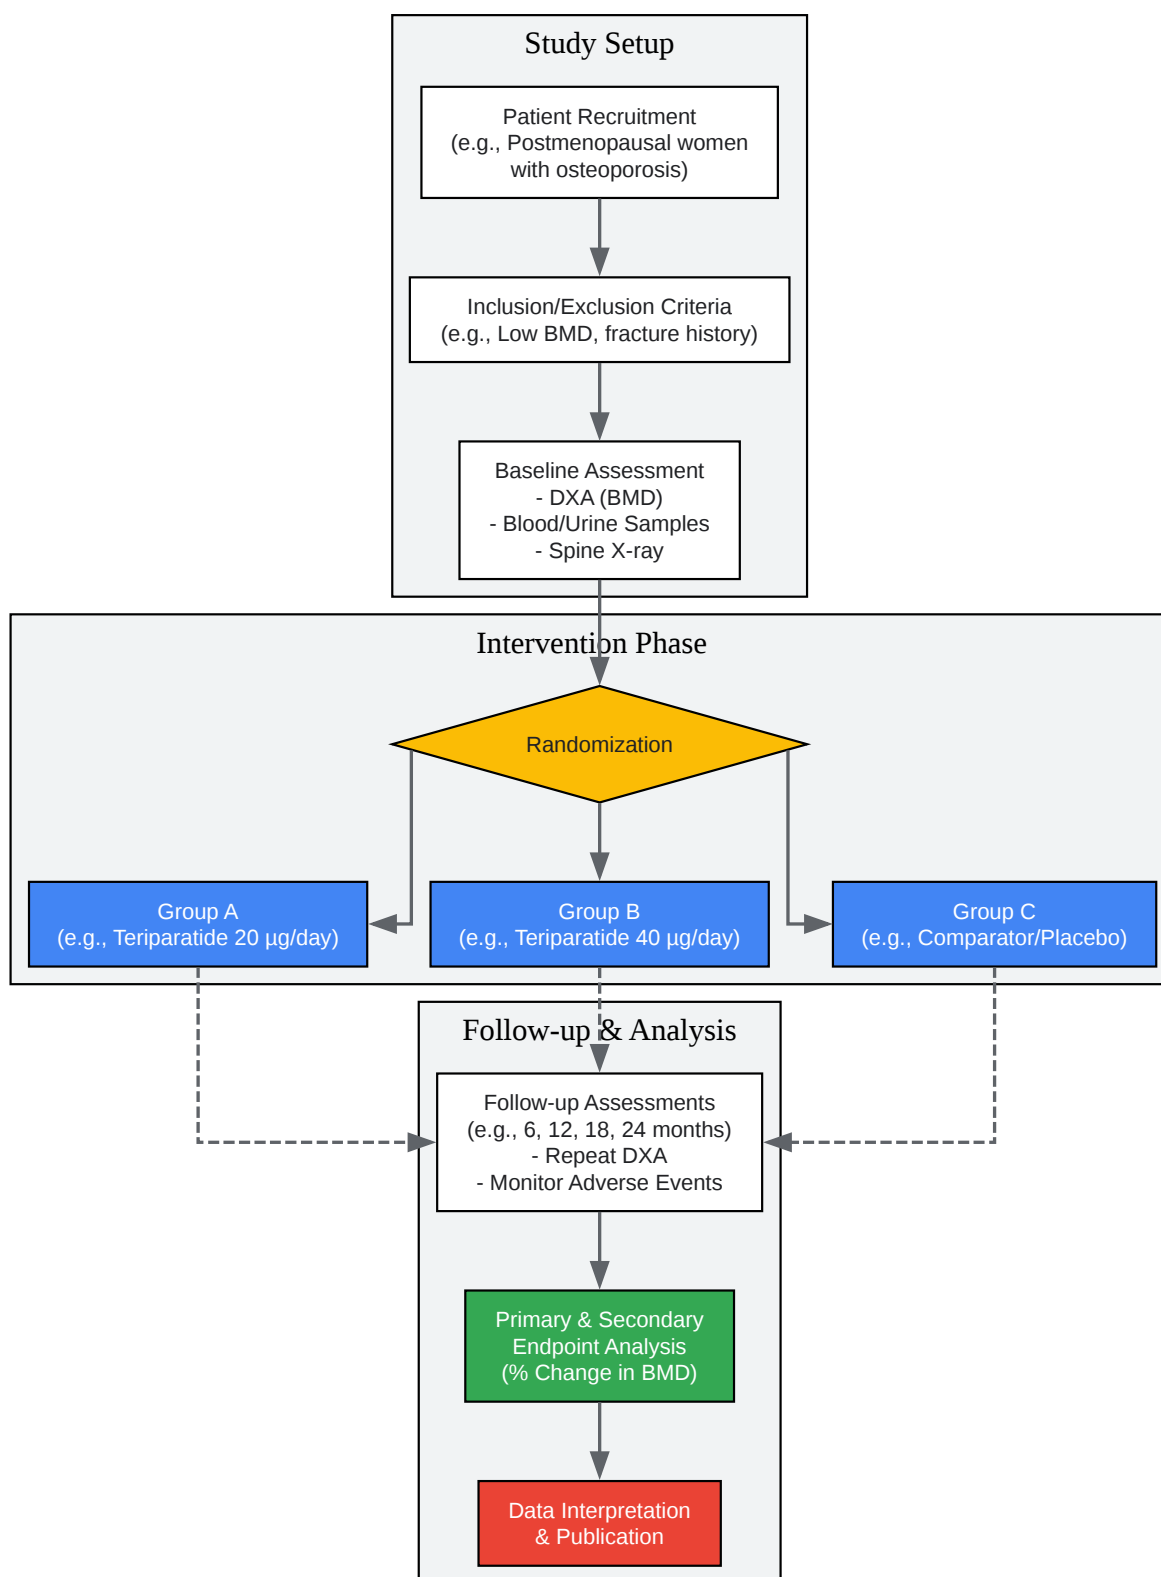 Study Setup
Patient Recruitment
(e.g., Postmenopausal women
with osteoporosis)
Inclusion/Exclusion Criteria
(e.g., Low BMD, fracture history)
Baseline Assessment
- DXA (BMD)
- Blood/Urine Samples
- Spine X-ray
Intervention Phase
Randomization
Group A
(e.g., Teriparatide 20 µg/day)
Group B
(e.g., Teriparatide 40 µg/day)
Group C
(e.g., Comparator/Placebo)
Follow-up & Analysis
Follow-up Assessments
(e.g., 6, 12, 18, 24 months)
- Repeat DXA
- Monitor Adverse Events
Primary & Secondary
Endpoint Analysis
(% Change in BMD)
Data Interpretation
& Publication